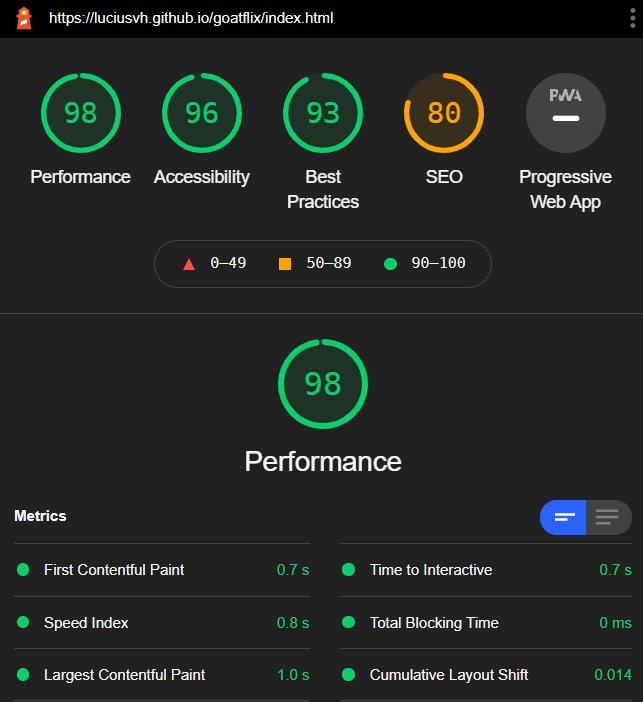 https://luciusvh.github.io/goatflix/index.html
98
96
93
80
PWA
Performance
Accessibility
Best
Practices
SEO
Progressive
Web App
0–49
50–89
90–100
98
Performance
Metrics
First Contentful Paint 0.7 s
Time to Interactive 0.7 s
Speed Index 0.8 s
Total Blocking Time 0 ms
Largest Contentful Paint 1.0 s
Cumulative Layout Shift 0.014